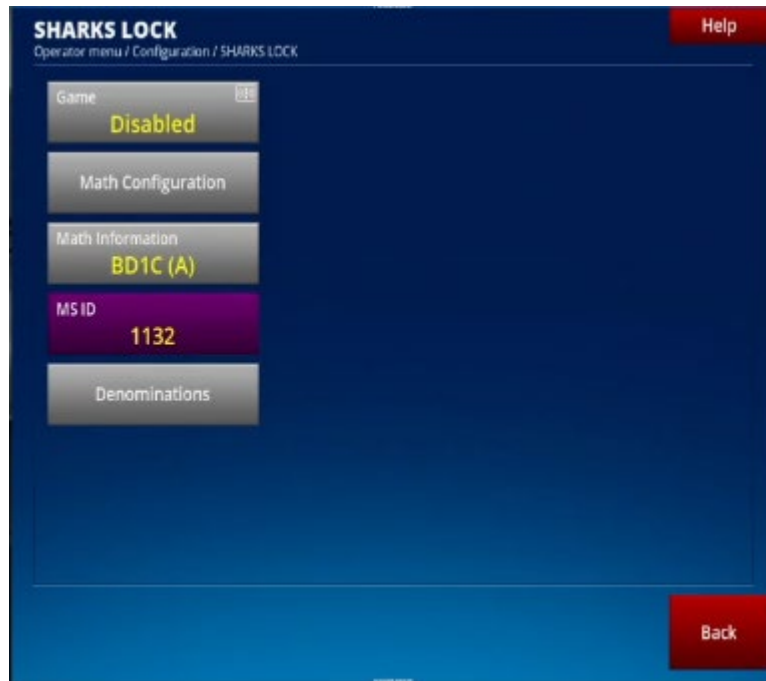 SHARKS LOCK
Help
Operator menu / Configuration / SHARKS LOCK
Game
Disabled
Math Configuration
Math Information
BD1C (A)
MS ID
1132
Denominations
Back